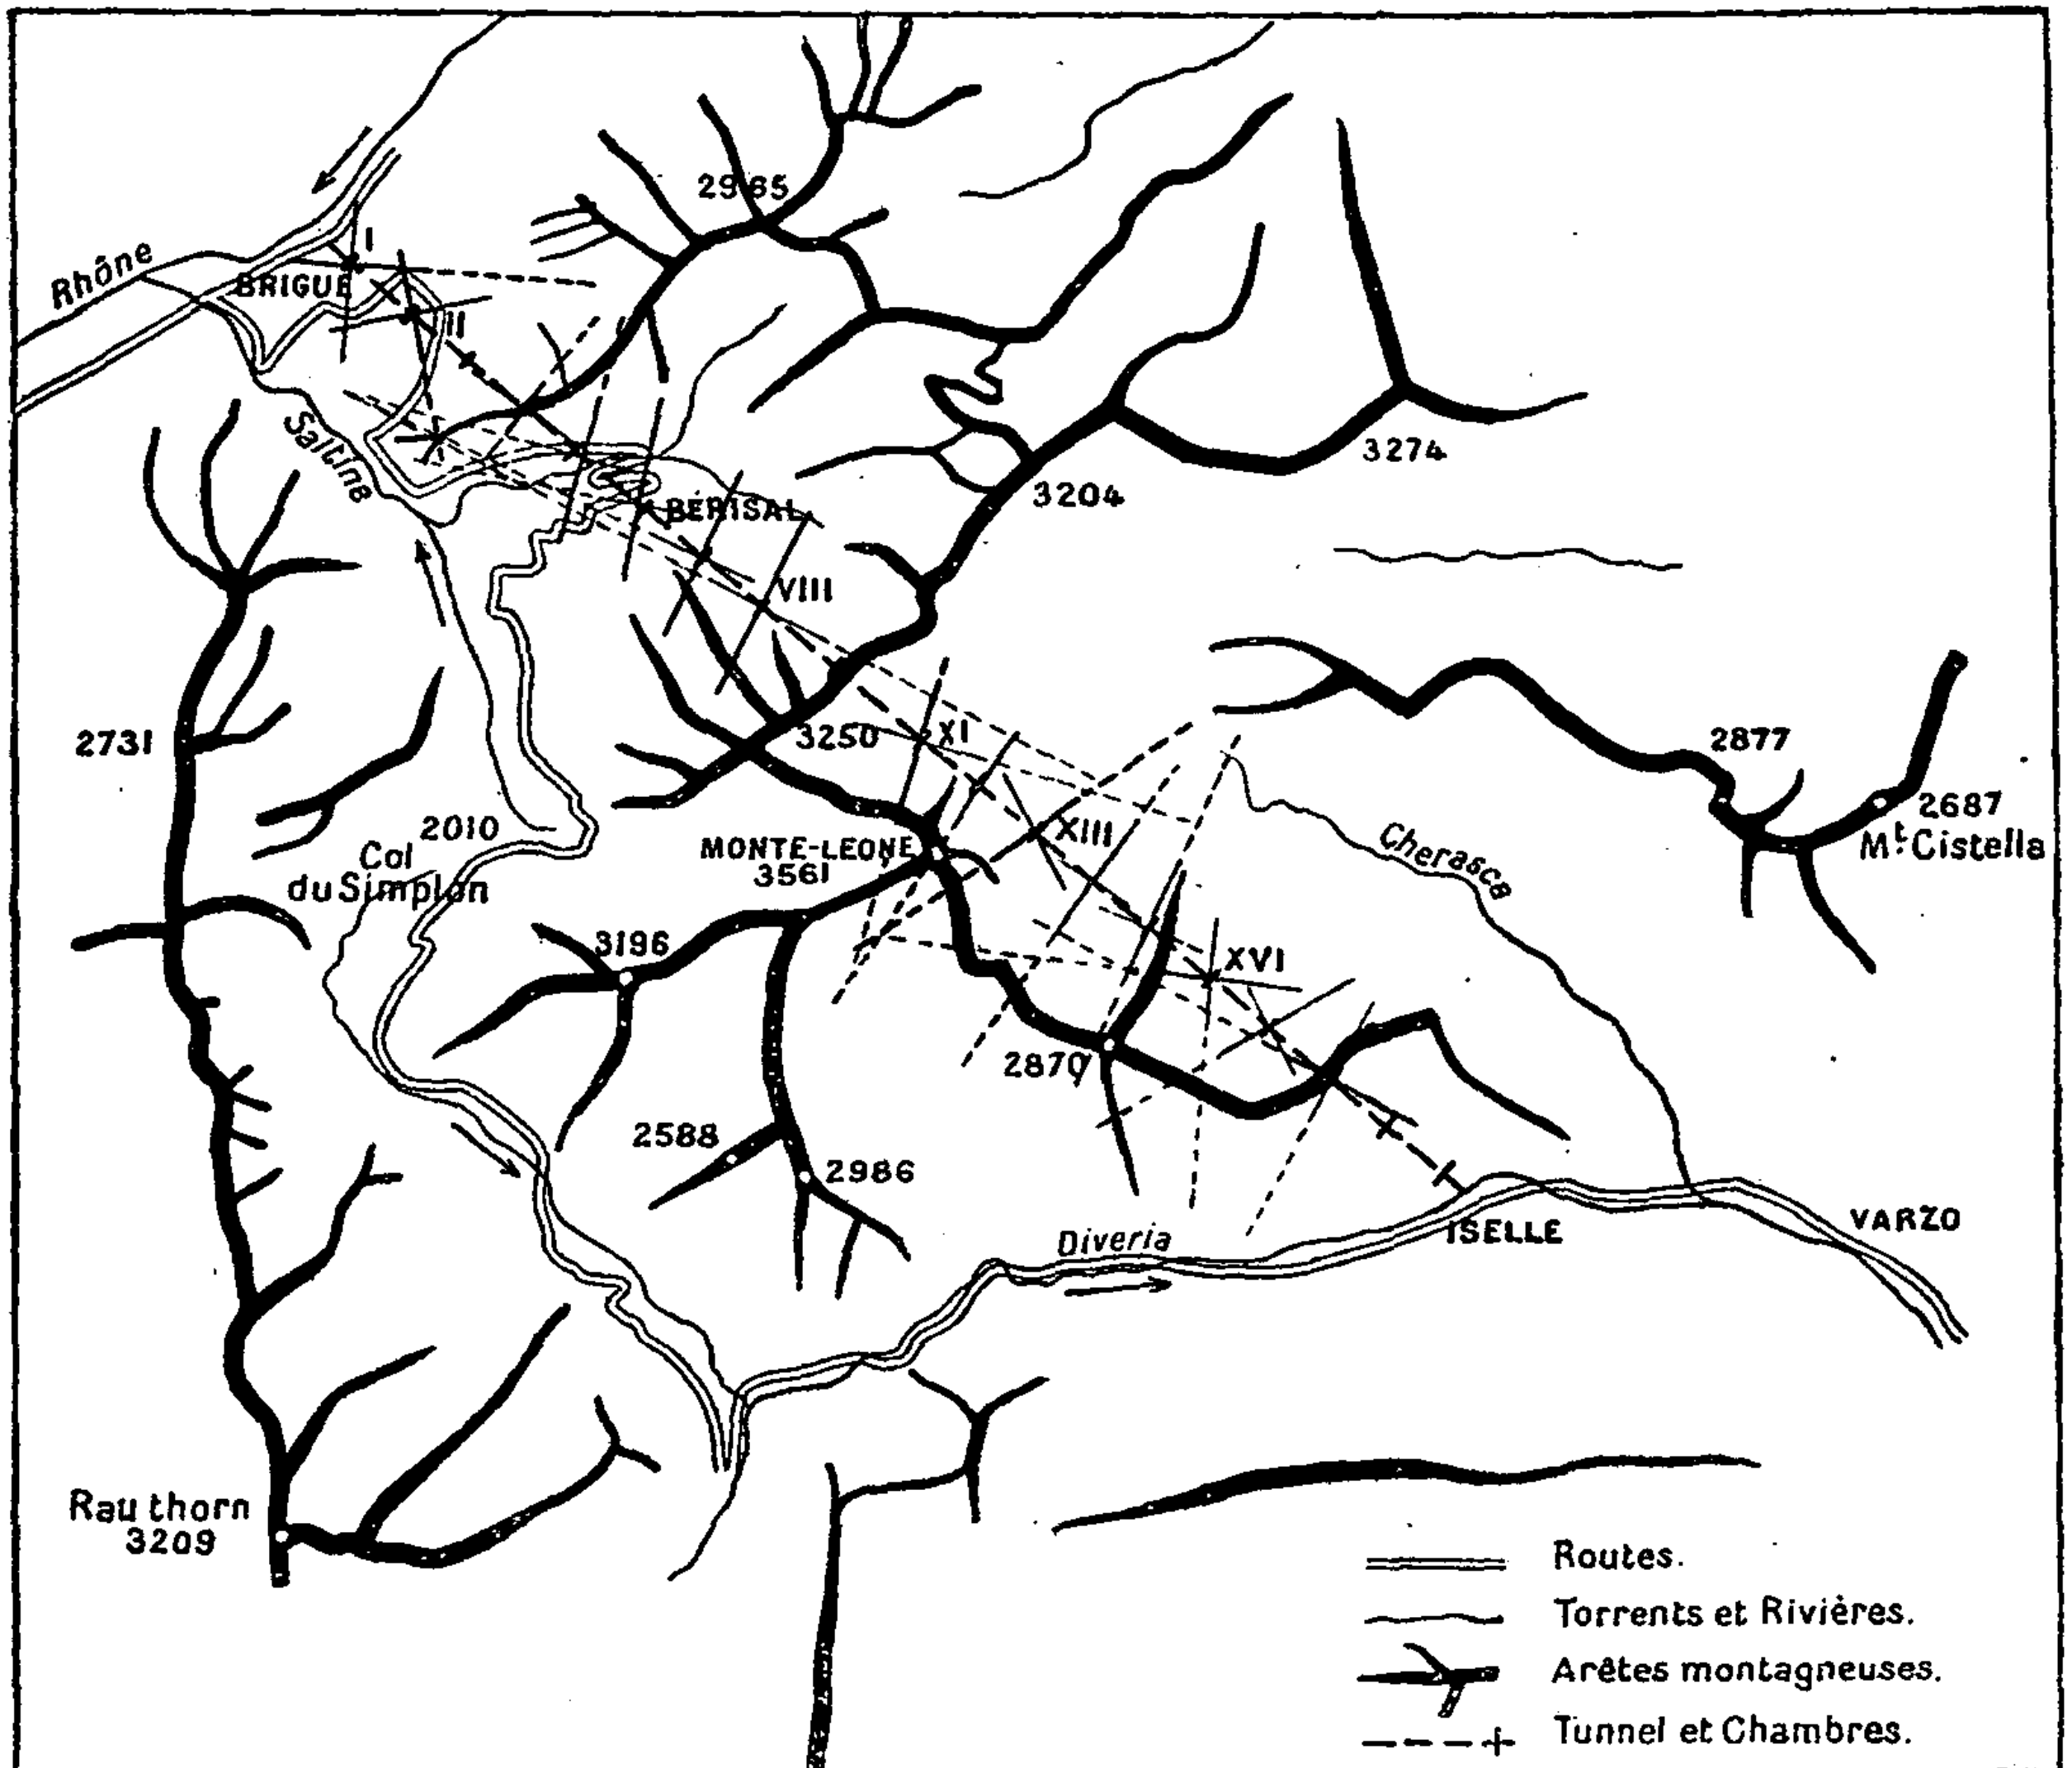 2965
I
Rhône
BRIGUE
II
Saltine
3274
3204
BÉRISAL
VIII
2731
3250
XI
2877
2687
Mt. Cistella
2010
Col
du Simplon
MONTE-LEONE
3561
XIII
Cherasca
3196
XVI
2870
2588
2986
Diveria
ISELLE
VARZO
Rauthorn
3209
Routes.
Torrents et Rivières.
Arêtes montagneuses.
Tunnel et Chambres.